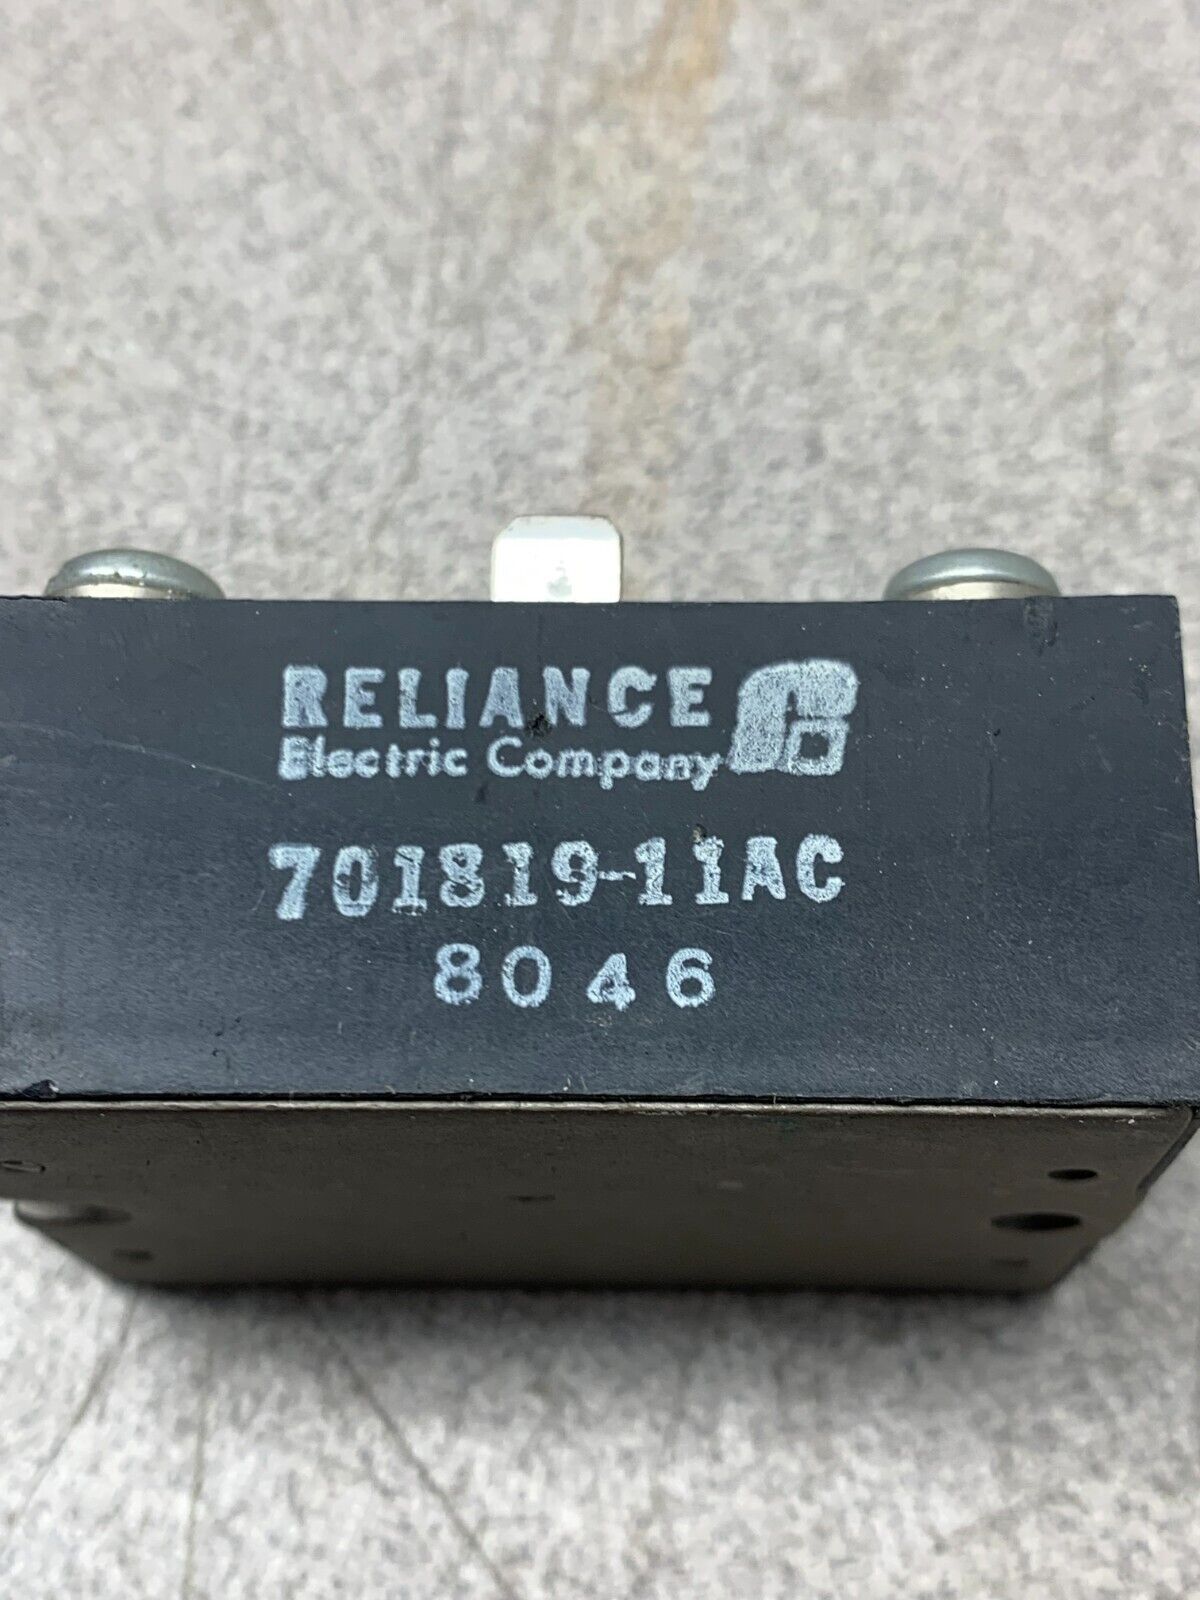 RELIANCE
Electric Company
701819-11AC
8046